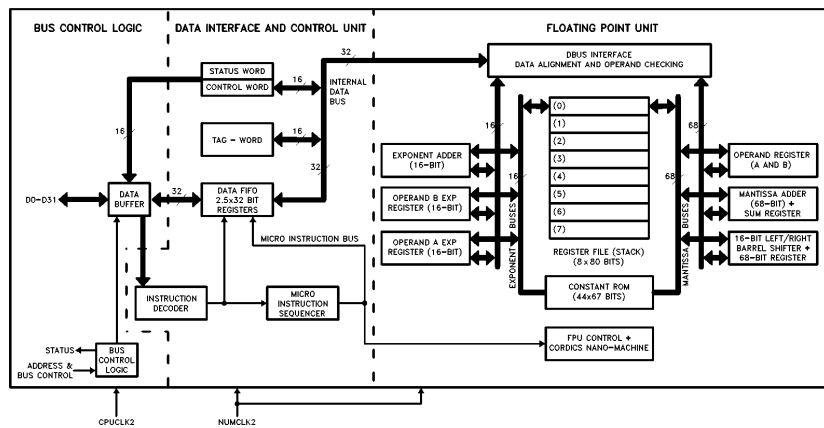 BUS CONTROL LOGIC
DATA INTERFACE AND CONTROL UNIT
FLOATING POINT UNIT
STATUS WORD
CONTROL WORD
16
32
INTERNAL
DATA
BUS
TAG – WORD
16
32
16
D0–D31
DATA
BUFFER
32
DATA FIFO
2.5x32 BIT
REGISTERS
MICRO INSTRUCTION BUS
INSTRUCTION
DECODER
MICRO
INSTRUCTION
SEQUENCER
STATUS
ADDRESS &
BUS CONTROL
BUS
CONTROL
LOGIC
CPUCLK2
NUMCLK2
DBUS INTERFACE
DATA ALIGNMENT AND OPERAND CHECKING
16
68
(0)
(1)
(2)
(3)
(4)
(5)
(6)
(7)
EXPONENT ADDER
(16–BIT)
OPERAND B EXP
REGISTER (16–BIT)
OPERAND A EXP
REGISTER (16–BIT)
16
EXPONENT BUSES
68
MANTISSA BUSES
REGISTER FILE (STACK)
(8 x 80 BITS)
CONSTANT ROM
(44x67 BITS)
OPERAND REGISTER
(A AND B)
MANTISSA ADDER
(68–BIT) +
SUM REGISTER
16–BIT LEFT/RIGHT
BARREL SHIFTER +
68–BIT REGISTER
FPU CONTROL +
CORDICS NANO–MACHINE